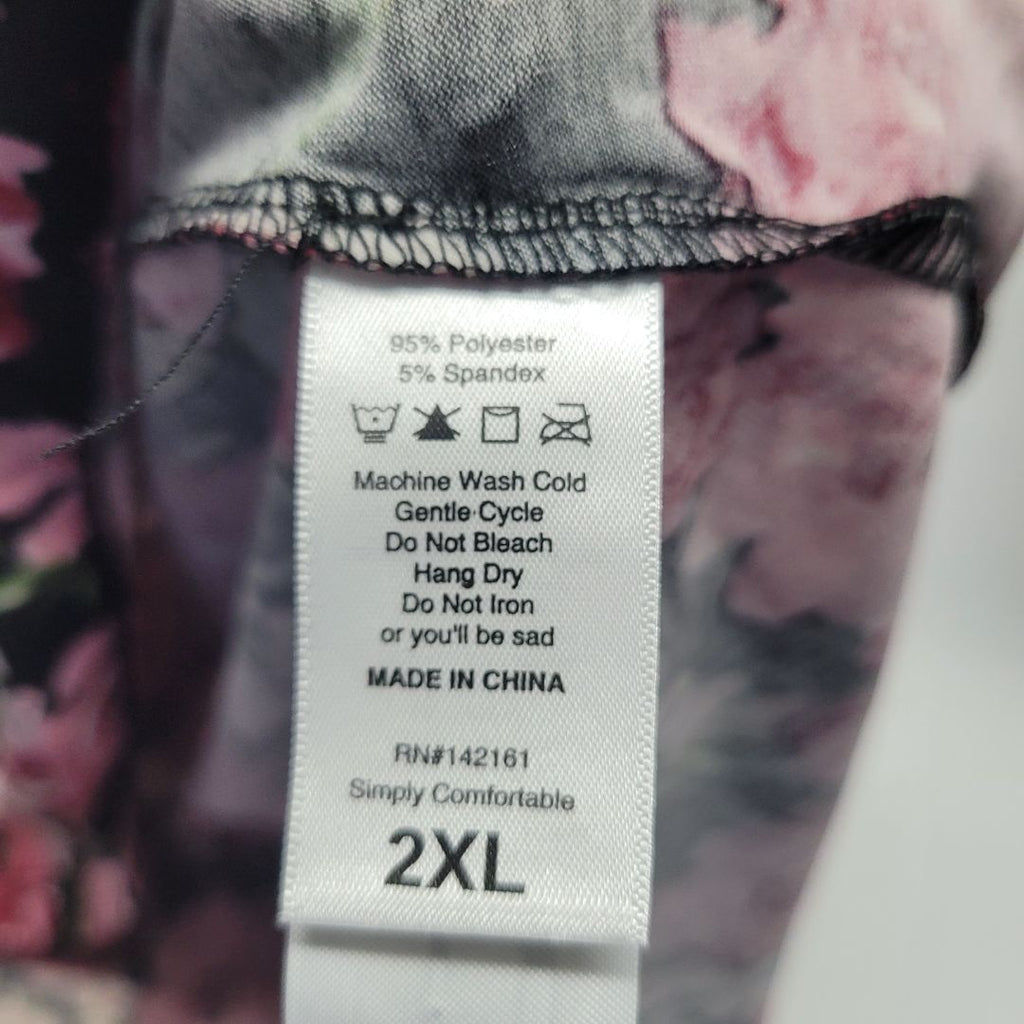 95% Polyester
5% Spandex
Machine Wash Cold
Gentle Cycle
Do Not Bleach
Hang Dry
Do Not Iron
or you'll be sad
MADE IN CHINA
RN#142161
Simply Comfortable
2XL